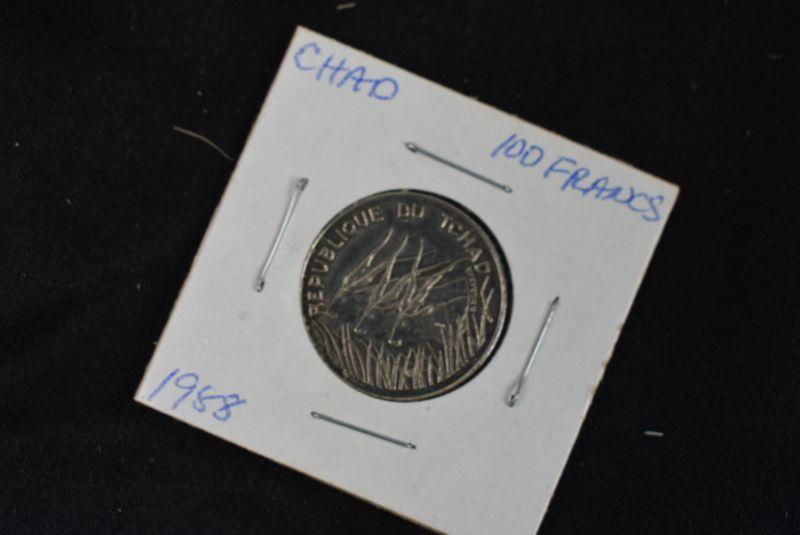 CHAD
100 FRANCS
REPUBLIQUE DU TCHAD
1988